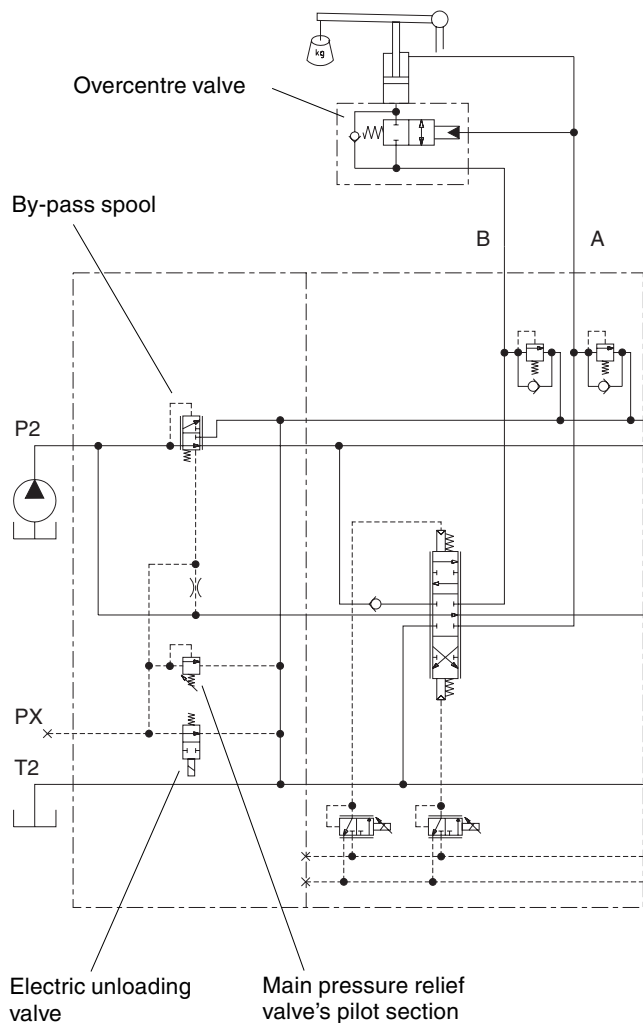 kg
Overcentre valve
By-pass spool
B
A
P2
PX
T2
Electric unloading
valve
Main pressure relief
valve's pilot section